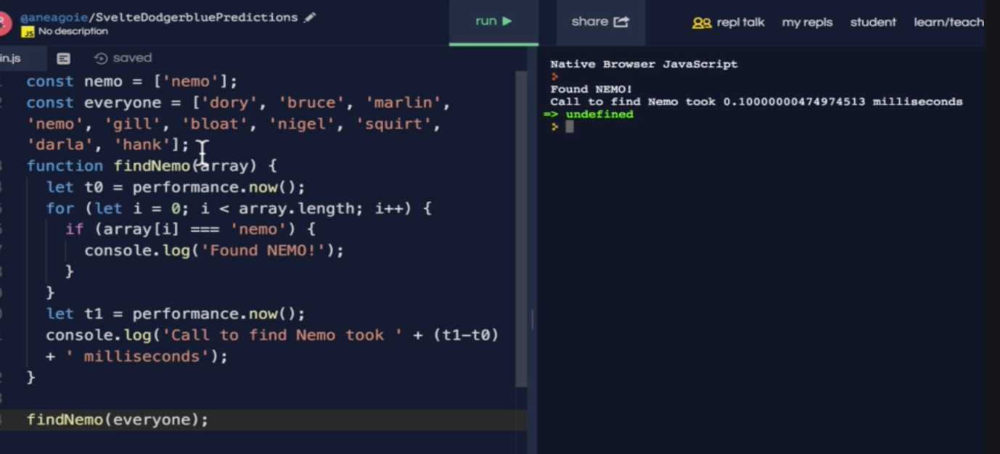 @aneagoie/SvelteDodgerbluePredictions
run
share
repl talk
my repls
student
learn/teach
JS No description
in.js
saved
const nemo = ['nemo'];
const everyone = ['dory', 'bruce', 'marlin',
'nemo', 'gill', 'bloat', 'nigel', 'squirt',
'darla', 'hank'];
function findNemo(array) {
let t0 = performance.now();
for (let i = 0; i < array.length; i++) {
if (array[i] === 'nemo') {
console.log('Found NEMO!');
}
}
let t1 = performance.now();
console.log('Call to find Nemo took ' + (t1-t0)
+ ' milliseconds');
}
findNemo(everyone);
Native Browser JavaScript
>
Found NEMO!
Call to find Nemo took 0.10000000474974513 milliseconds
=> undefined
>